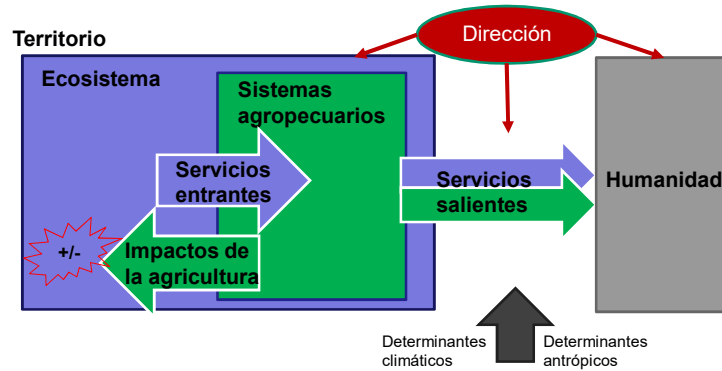 Dirección
Territorio
Ecosistema
Sistemas
agropecuarios
Servicios
entrantes
Servicios
salientes
Humanidad
+/-
Impactos de
la agricultura
Determinantes
climáticos
Determinantes
antrópicos